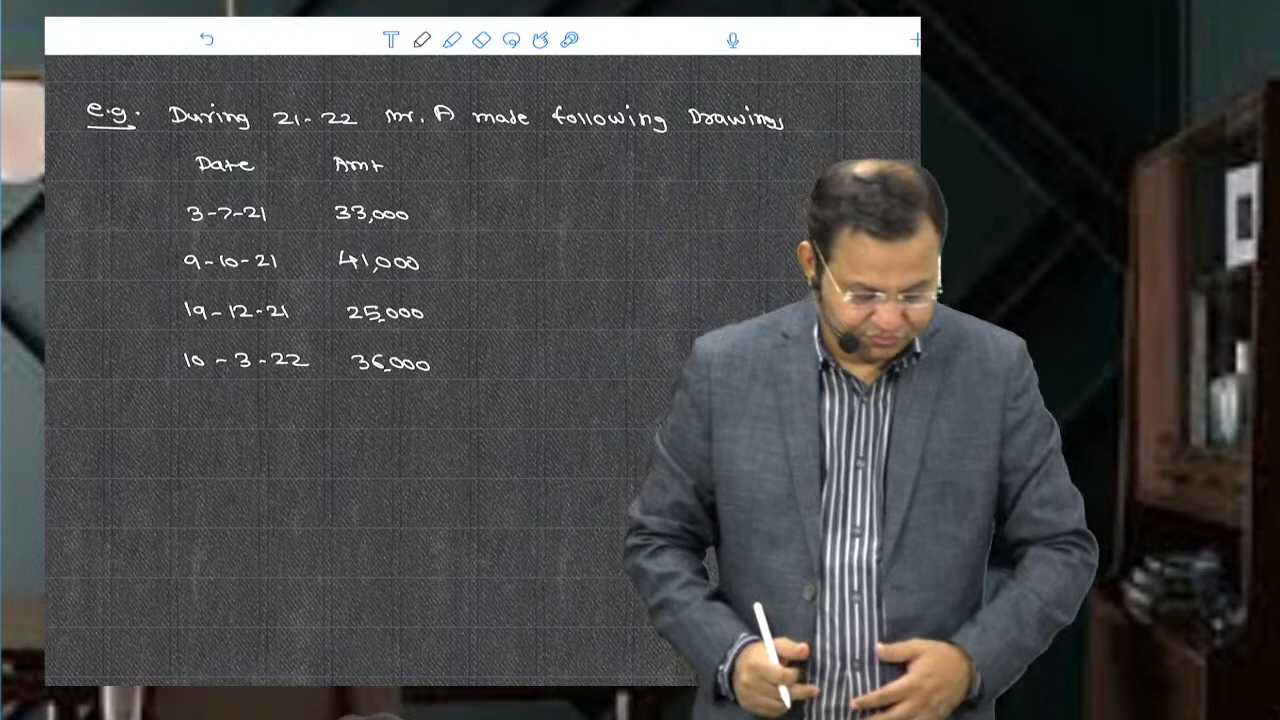 e.g. During 21-22 Mr. A made following Drawings
Date Amt
3-7-21 33,000
9-10-21 41,000
19-12-21 25,000
10-3-22 36,000